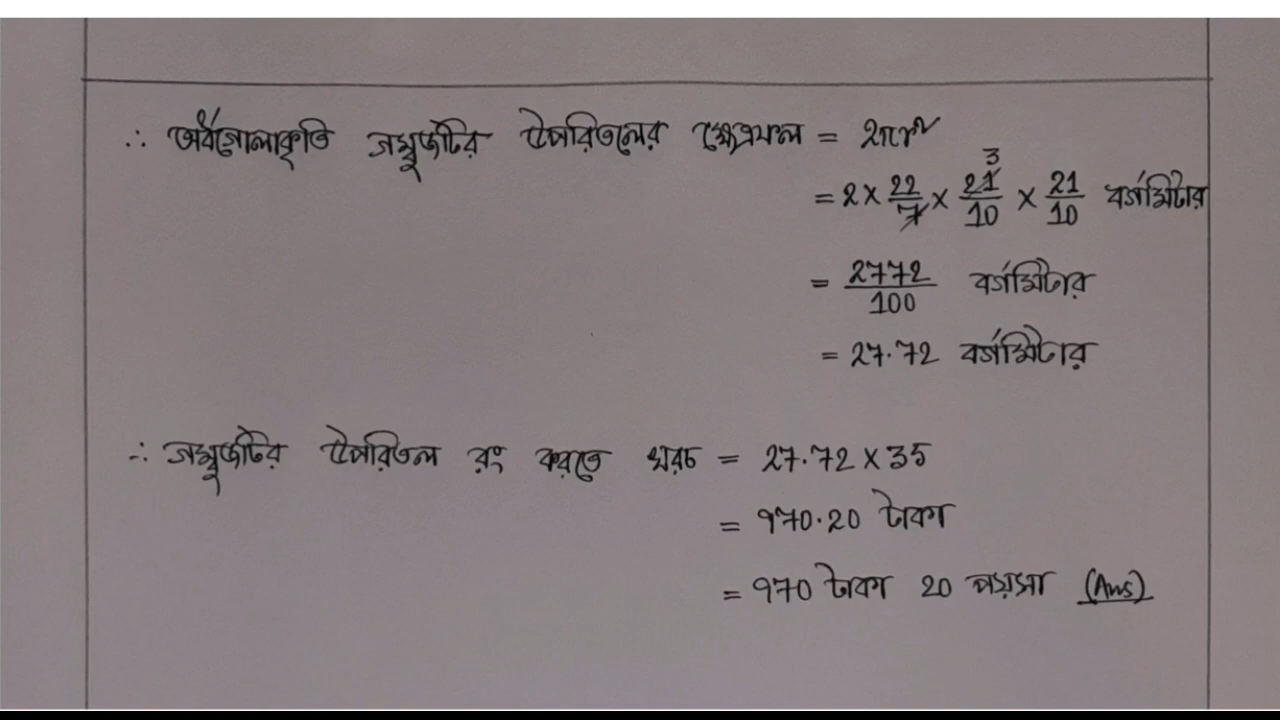 ∴ অর্ধগোলাকৃতি গম্বুজটির উপরিতলের ক্ষেত্রফল = 2πr²
= 2 × 22/7 × 21/10 × 21/10 বর্গমিটার
3
= 2772/100 বর্গমিটার
= 27.72 বর্গমিটার
∴ গম্বুজটির উপরিতল রং করতে খরচ = 27.72 × 35
= 970.20 টাকা
= 970 টাকা 20 পয়সা (Ans)